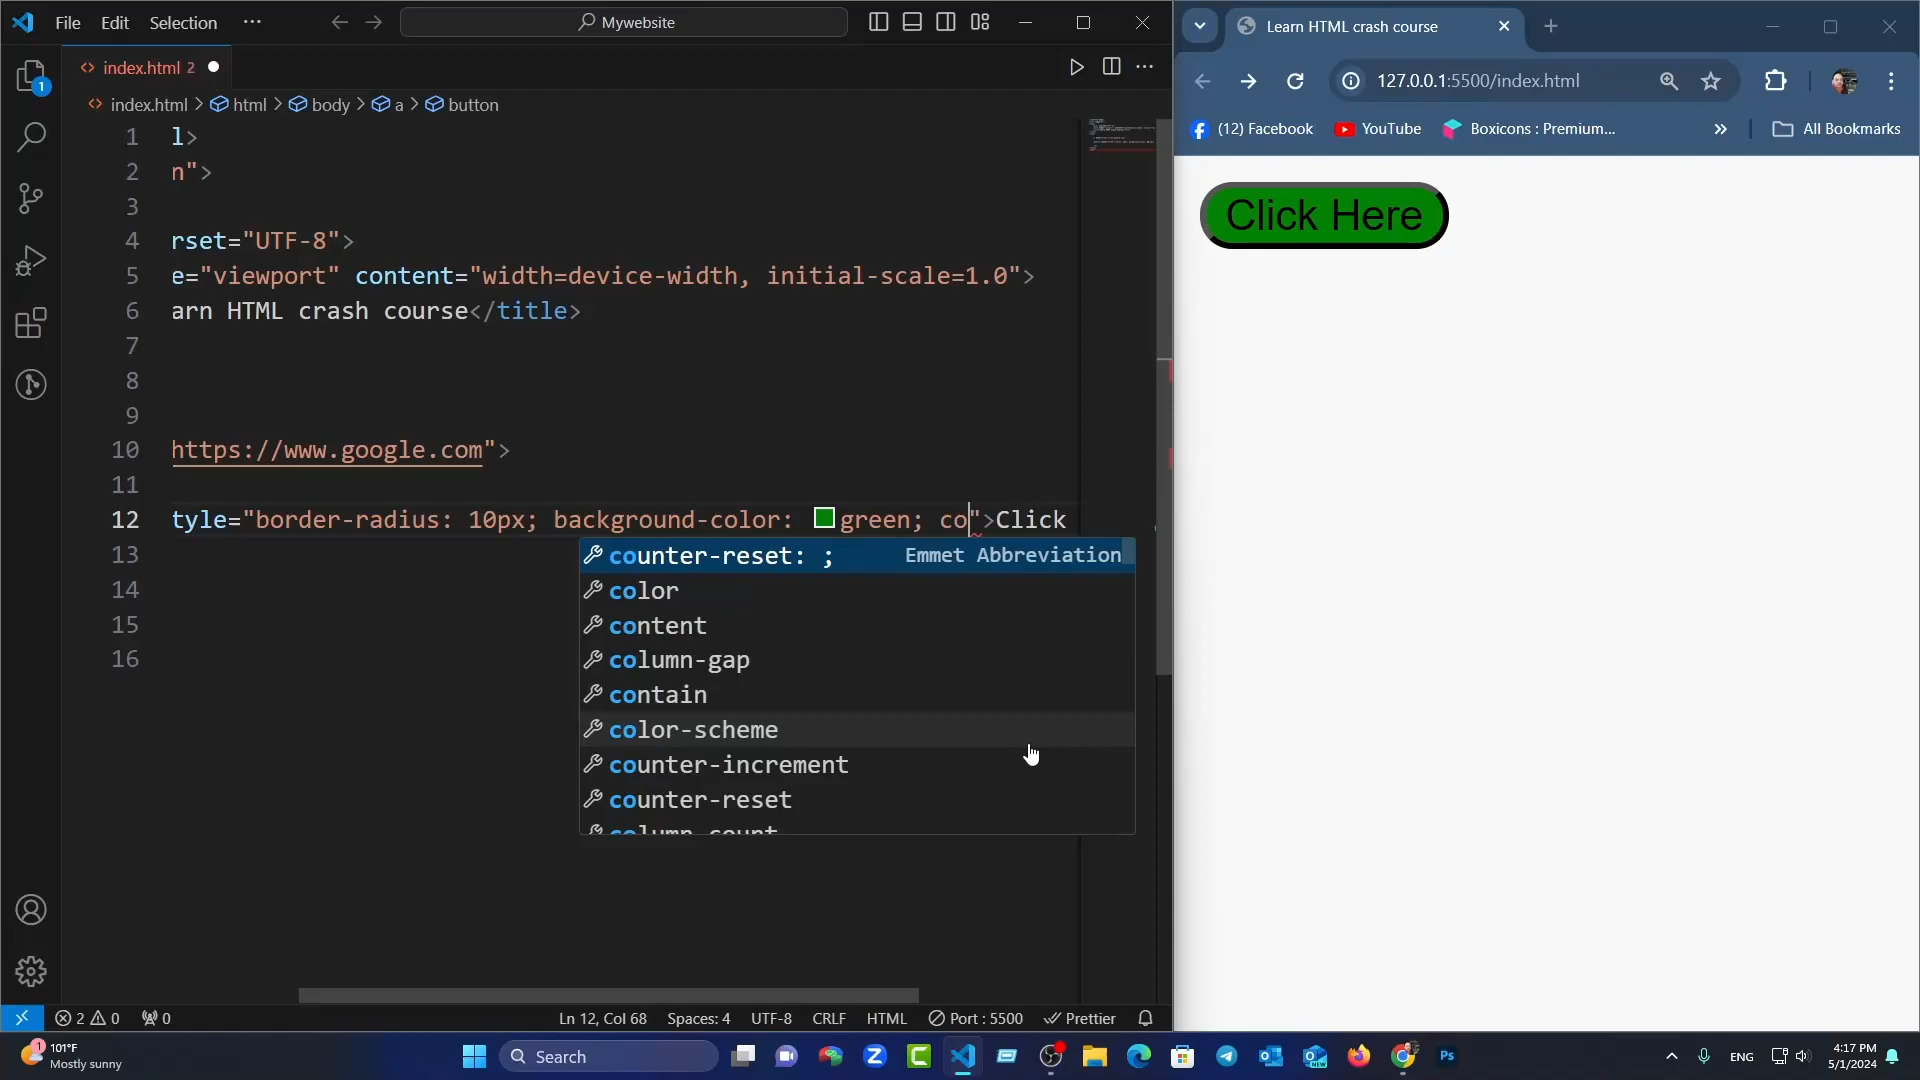 File Edit Selection ···
Mywebsite
index.html 2
index.html > html > body > a > button
1 l>
2 n">
3
4 rset="UTF-8">
5 e="viewport" content="width=device-width, initial-scale=1.0">
6 arn HTML crash course</title>
7
8
9
10 https://www.google.com">
11
12 tyle="border-radius: 10px; background-color: green; co">Click
13
14
15
16
counter-reset: ; Emmet Abbreviation
color
content
column-gap
contain
color-scheme
counter-increment
counter-reset
column-count
1
2 0 0 Ln 12, Col 68 Spaces: 4 UTF-8 CRLF HTML Port : 5500 Prettier
Learn HTML crash course
127.0.0.1:5500/index.html
(12) Facebook YouTube Boxicons : Premium... » All Bookmarks
Click Here
1 101°F
Mostly sunny
Search
NEW
Ps
ENG
4:17 PM
5/1/2024